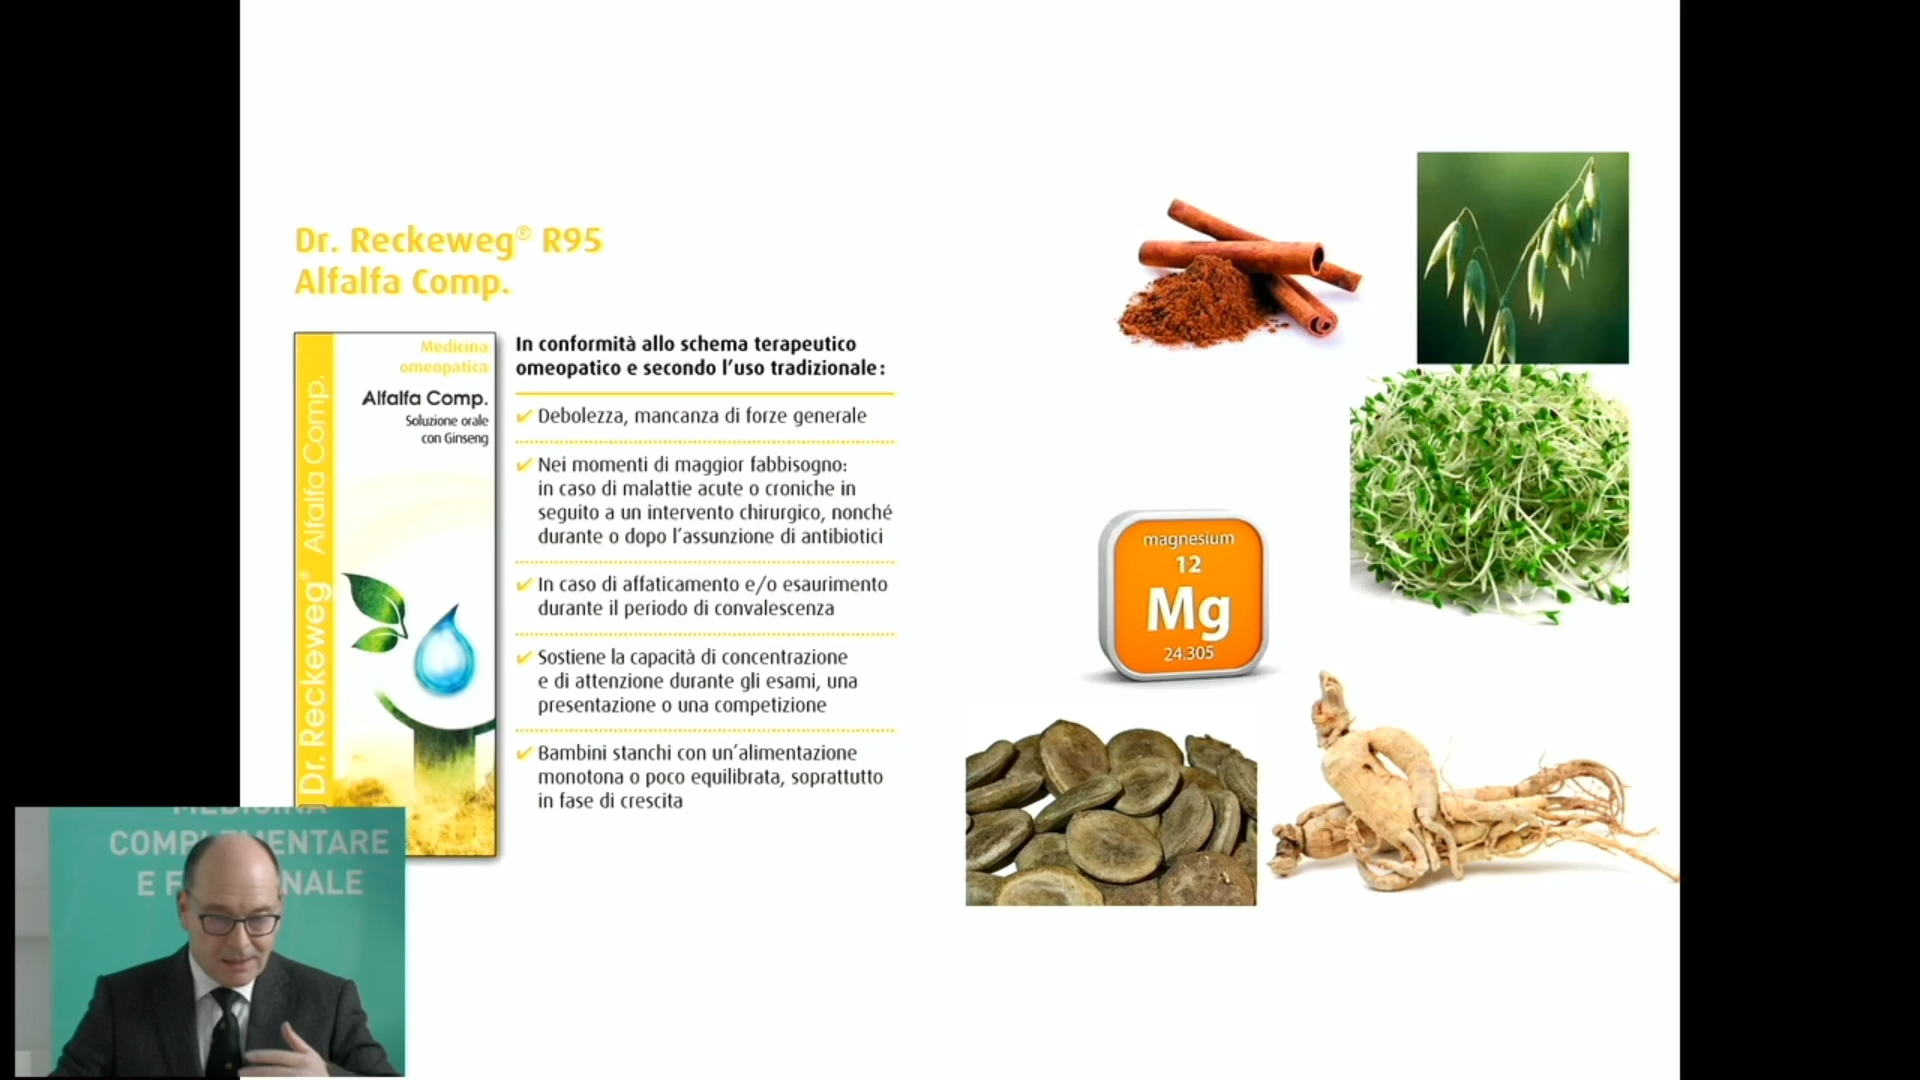 Dr. Reckeweg® R95
Alfalfa Comp.
Dr. Reckeweg® Alfalfa Comp.
Medicina
omeopatica
Alfalfa Comp.
Soluzione orale
con Ginseng
In conformità allo schema terapeutico
omeopatico e secondo l'uso tradizionale:
✔ Debolezza, mancanza di forze generale
✔ Nei momenti di maggior fabbisogno:
in caso di malattie acute o croniche in
seguito a un intervento chirurgico, nonché
durante o dopo l'assunzione di antibiotici
✔ In caso di affaticamento e/o esaurimento
durante il periodo di convalescenza
✔ Sostiene la capacità di concentrazione
e di attenzione durante gli esami, una
presentazione o una competizione
✔ Bambini stanchi con un'alimentazione
monotona o poco equilibrata, soprattutto
in fase di crescita
magnesium
12
Mg
24.305
MEDICINA
ENTARE
E